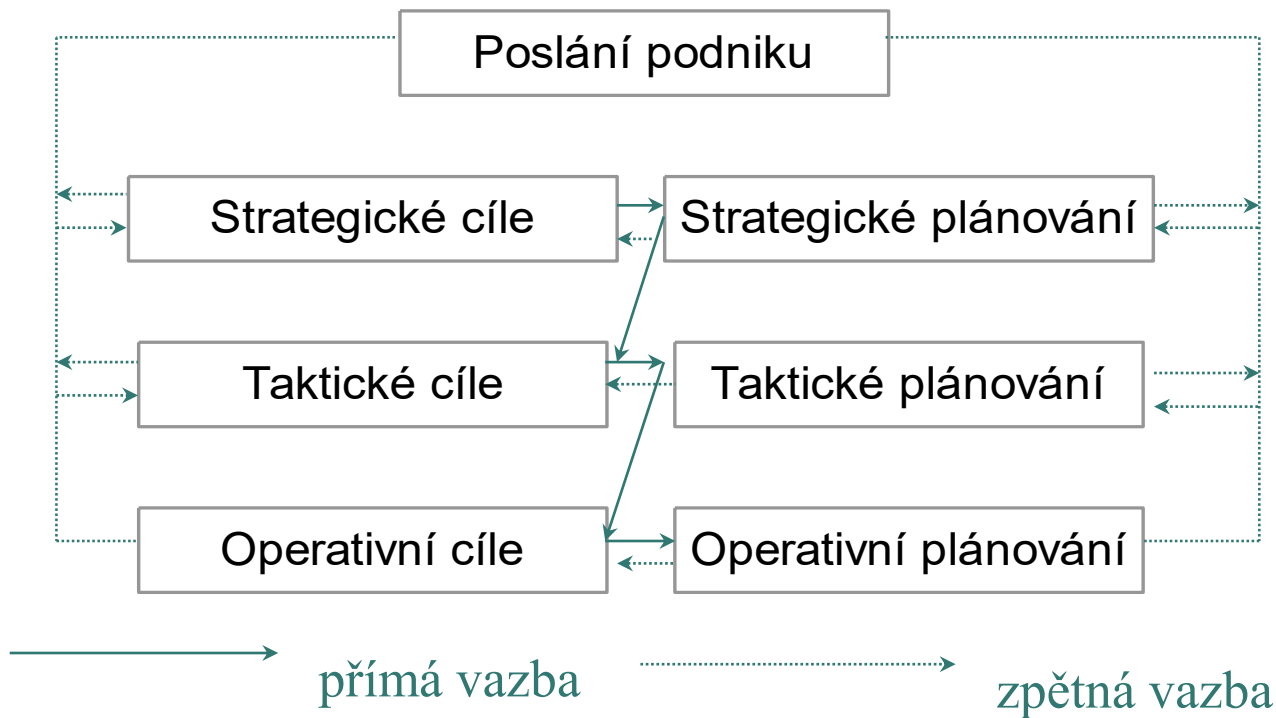 Poslání podniku
Strategické cíle
Strategické plánování
Taktické cíle
Taktické plánování
Operativní cíle
Operativní plánování
přímá vazba
zpětná vazba